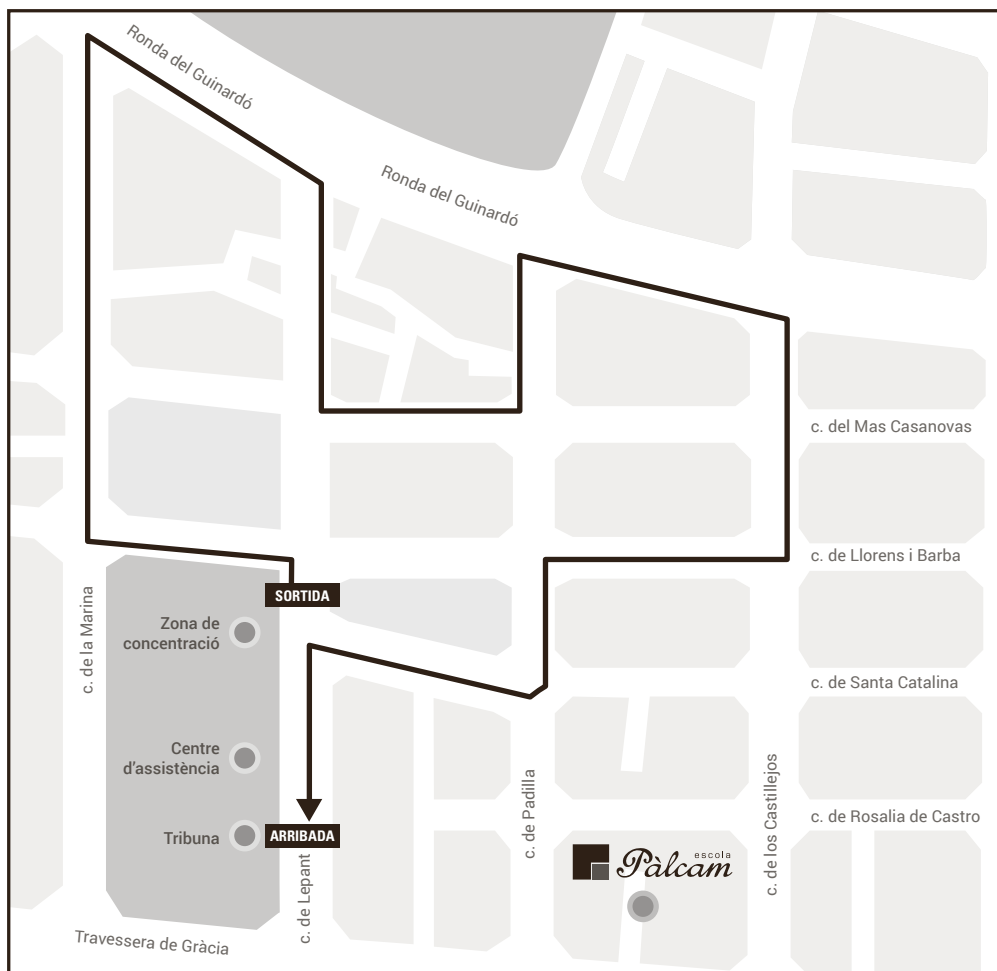 Ronda del Guinardó
Ronda del Guinardó
c. del Mas Casanovas
c. de Llorens i Barba
SORTIDA
Zona de
concentració
c. de la Marina
c. de Santa Catalina
Centre
d'assistència
c. de Padilla
c. de los Castillejos
c. de Rosalia de Castro
Tribuna
ARRIBADA
c. de Lepant
escola
Pàlcam
Travessera de Gràcia